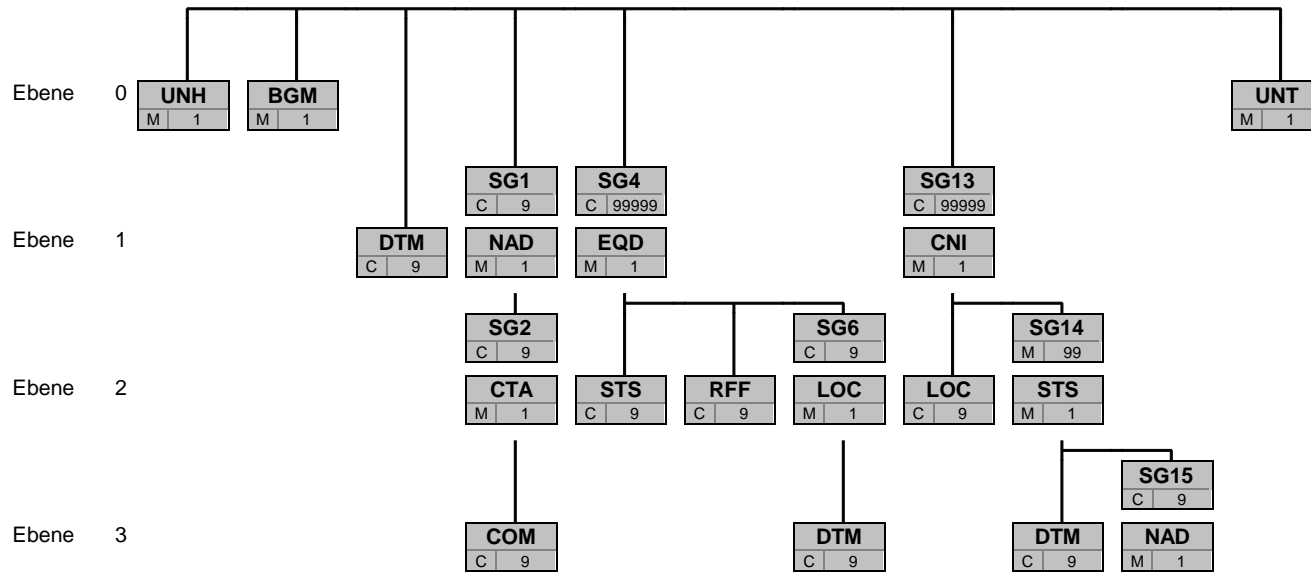 Ebene 0 UNH BGM UNT
M 1 M 1 M 1
SG1 SG4 SG13
C 9 C 99999 C 99999
Ebene 1 DTM NAD EQD CNI
C 9 M 1 M 1 M 1
SG2 SG6 SG14
C 9 C 9 M 99
Ebene 2 CTA STS RFF LOC LOC STS
M 1 C 9 C 9 M 1 C 9 M 1
SG15
C 9
Ebene 3 COM DTM DTM NAD
C 9 C 9 C 9 M 1